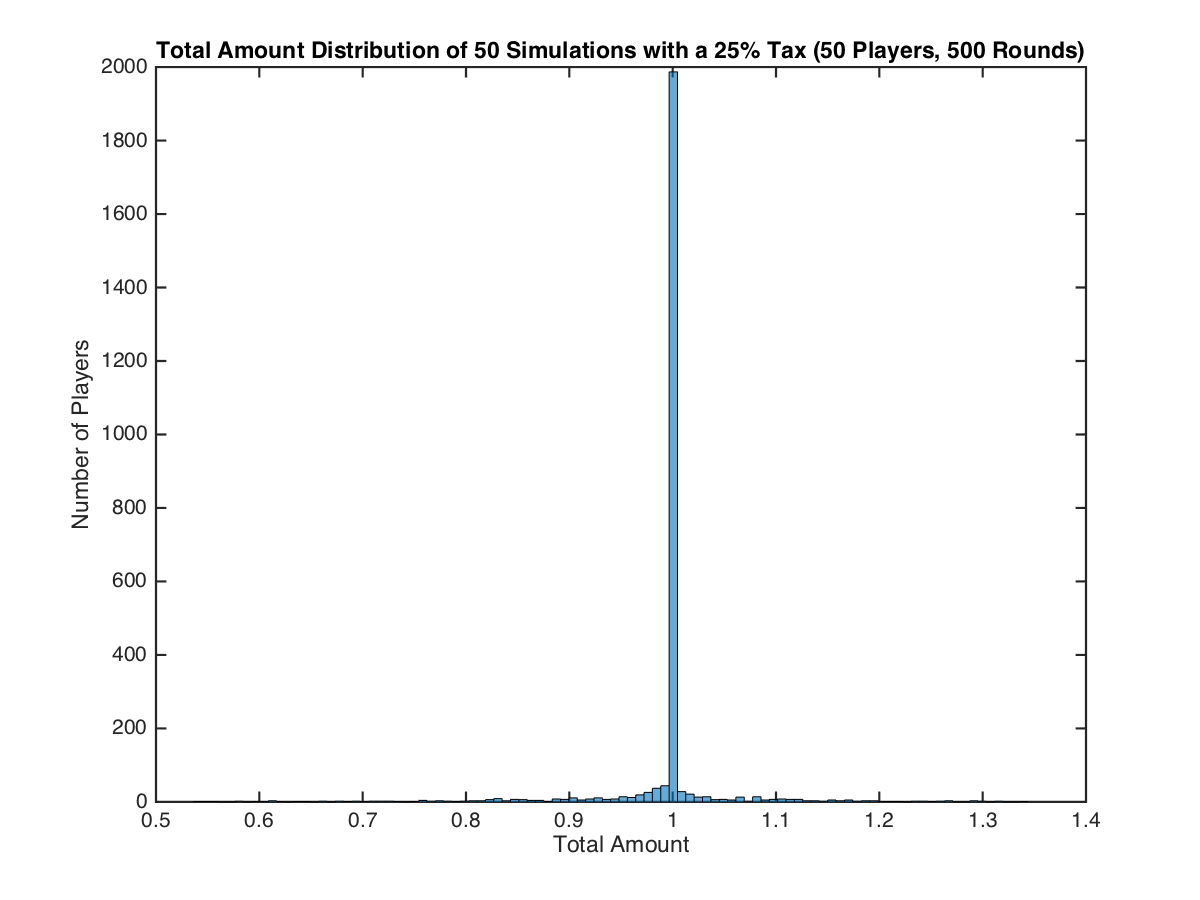 Total Amount Distribution of 50 Simulations with a 25% Tax (50 Players, 500 Rounds)
2000
1800
1600
1400
1200
1000
800
600
400
200
0
Number of Players
0.5 0.6 0.7 0.8 0.9 1 1.1 1.2 1.3 1.4
Total Amount